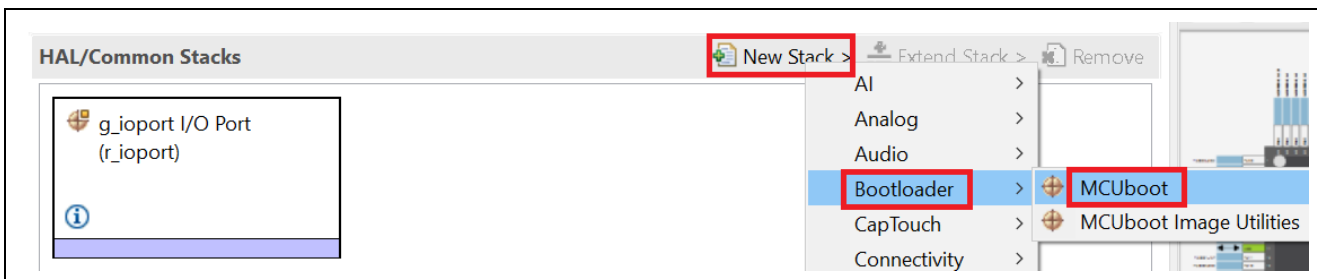 HAL/Common Stacks
New Stack >
Extend Stack >
Remove
g_ioport I/O Port
(r_ioport)
AI >
Analog >
Audio >
Bootloader >
CapTouch >
Connectivity >
MCUboot
MCUboot Image Utilities